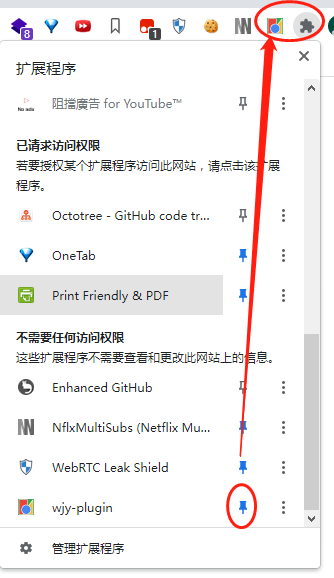 8
1
扩展程序
No ads
阻擋廣告 for YouTube™
已请求访问权限
若要授权某个扩展程序访问此网站，请点击该扩展
程序。
Octotree - GitHub code tr...
OneTab
Print Friendly & PDF
不需要任何访问权限
这些扩展程序不需要查看和更改此网站上的信息。
Enhanced GitHub
NflxMultiSubs (Netflix Mu...
WebRTC Leak Shield
wjy-plugin
管理扩展程序